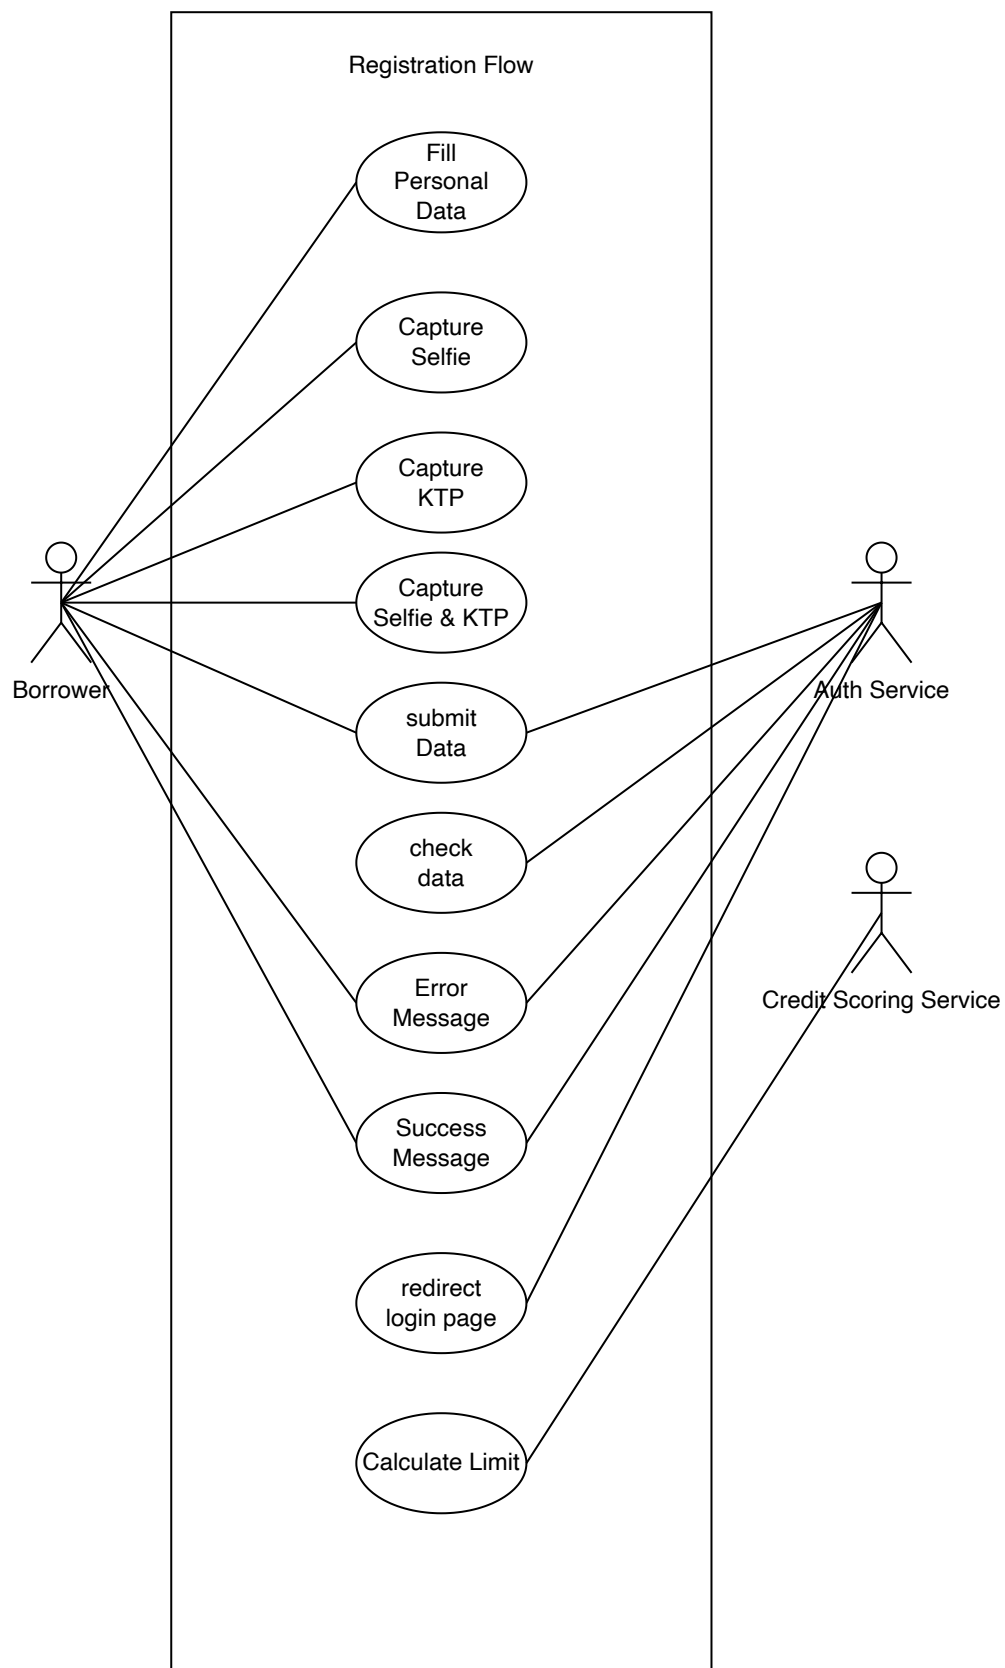 Registration Flow
Fill
Personal
Data
Capture
Selfie
Capture
KTP
Capture
Selfie & KTP
Borrower
Auth Service
submit
Data
check
data
Error
Message
Credit Scoring Service
Success
Message
redirect
login page
Calculate Limit